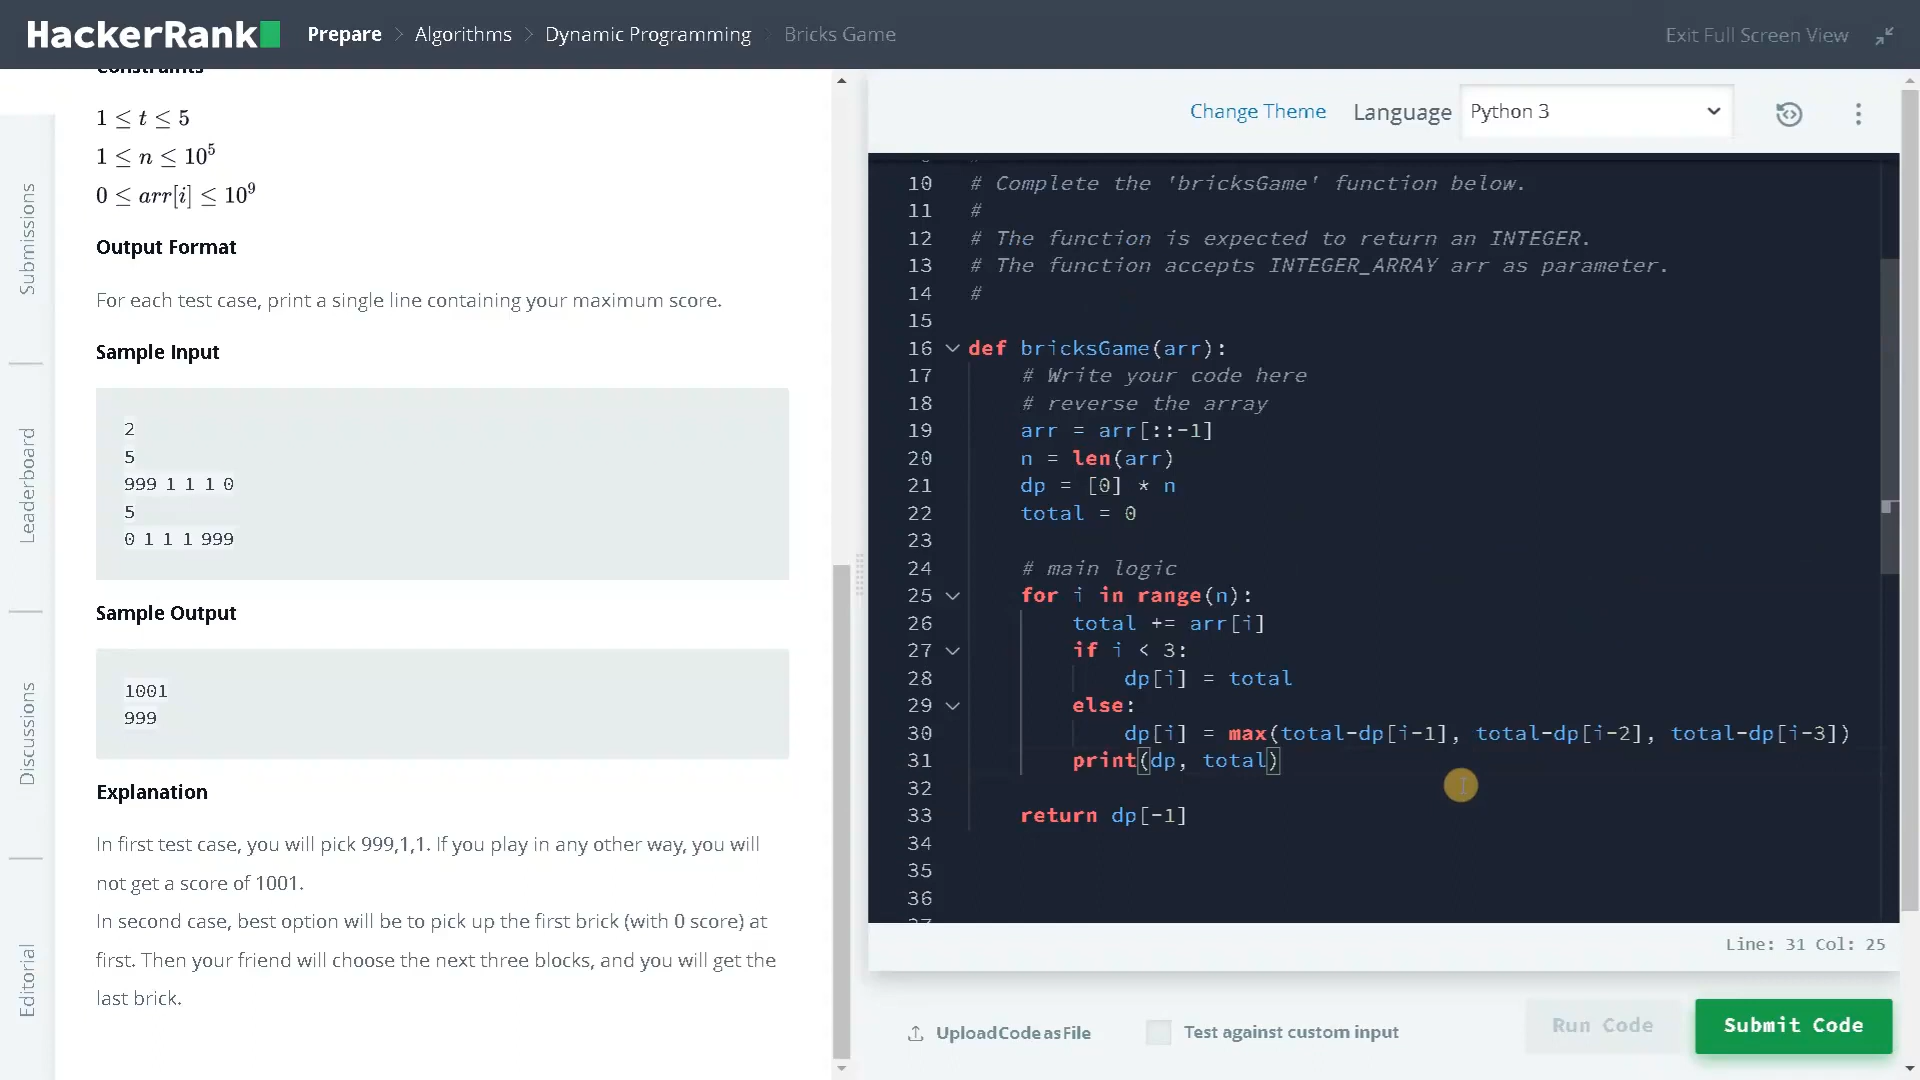 HackerRank Prepare > Algorithms > Dynamic Programming > Bricks Game Exit Full Screen View
Submissions
Leaderboard
Discussions
Editorial
Constraints
1 ≤ t ≤ 5
1 ≤ n ≤ 10^5
0 ≤ arr[i] ≤ 10^9
Output Format
For each test case, print a single line containing your maximum score.
Sample Input
2
5
999 1 1 1 0
5
0 1 1 1 999
Sample Output
1001
999
Explanation
In first test case, you will pick 999,1,1. If you play in any other way, you will
not get a score of 1001.
In second case, best option will be to pick up the first brick (with 0 score) at
first. Then your friend will choose the next three blocks, and you will get the
last brick.
Change Theme Language Python 3
10 # Complete the 'bricksGame' function below.
11 #
12 # The function is expected to return an INTEGER.
13 # The function accepts INTEGER_ARRAY arr as parameter.
14 #
15
16 def bricksGame(arr):
17     # Write your code here
18     # reverse the array
19     arr = arr[::-1]
20     n = len(arr)
21     dp = [0] * n
22     total = 0
23
24     # main logic
25     for i in range(n):
26         total += arr[i]
27         if i < 3:
28             dp[i] = total
29         else:
30             dp[i] = max(total-dp[i-1], total-dp[i-2], total-dp[i-3])
31         print(dp, total)
32
33     return dp[-1]
34
35
36
Line: 31 Col: 25
Upload Code as File Test against custom input Run Code Submit Code